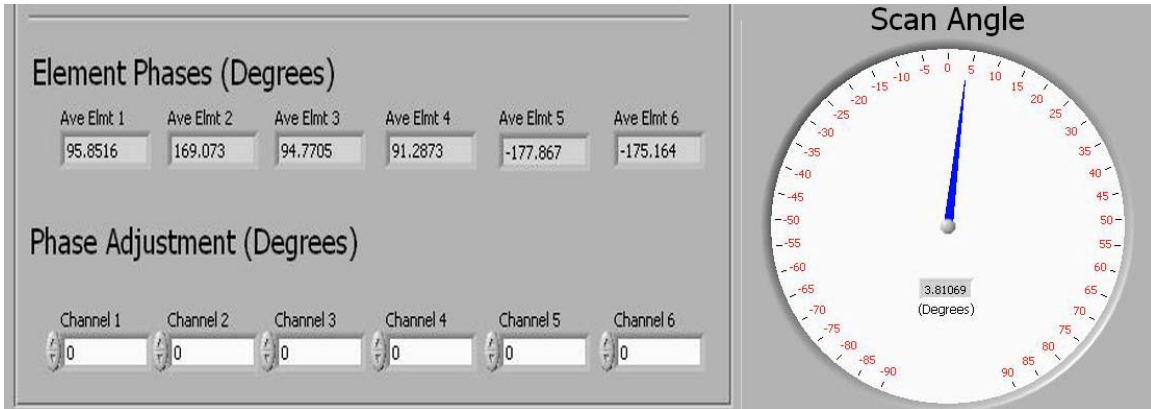 Element Phases (Degrees)
Ave Elmt 1 Ave Elmt 2 Ave Elmt 3 Ave Elmt 4 Ave Elmt 5 Ave Elmt 6
95.8516 169.073 94.7705 91.2873 -177.867 -175.164
Phase Adjustment (Degrees)
Channel 1 Channel 2 Channel 3 Channel 4 Channel 5 Channel 6
0 0 0 0 0 0
Scan Angle
-90 -85 -80 -75 -70 -65 -60 -55 -50 -45 -40 -35 -30 -25 -20 -15 -10 -5 0 5 10 15 20 25 30 35 40 45 50 55 60 65 70 75 80 85 90
3.81069
(Degrees)